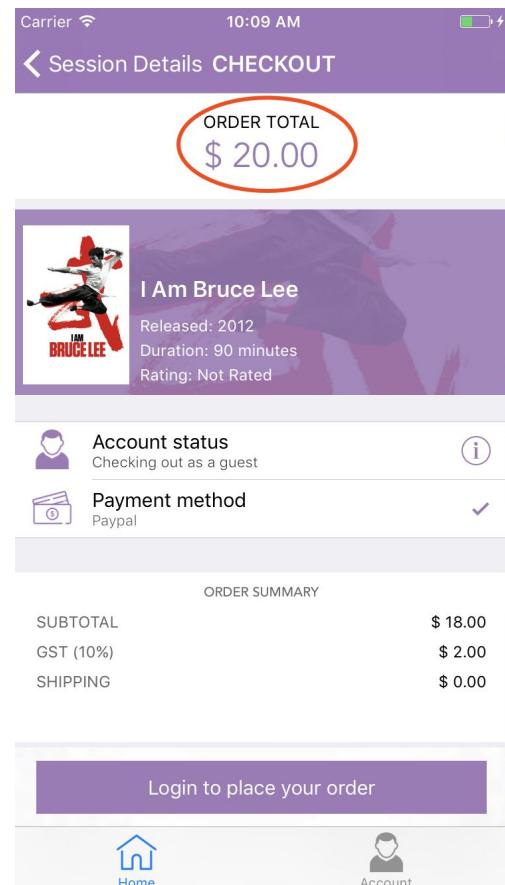 Carrier 10:09 AM
Session Details CHECKOUT
ORDER TOTAL
$ 20.00
I AM
BRUCE LEE
I Am Bruce Lee
Released: 2012
Duration: 90 minutes
Rating: Not Rated
Account status
Checking out as a guest
Payment method
Paypal
ORDER SUMMARY
SUBTOTAL $ 18.00
GST (10%) $ 2.00
SHIPPING $ 0.00
Login to place your order
Home Account